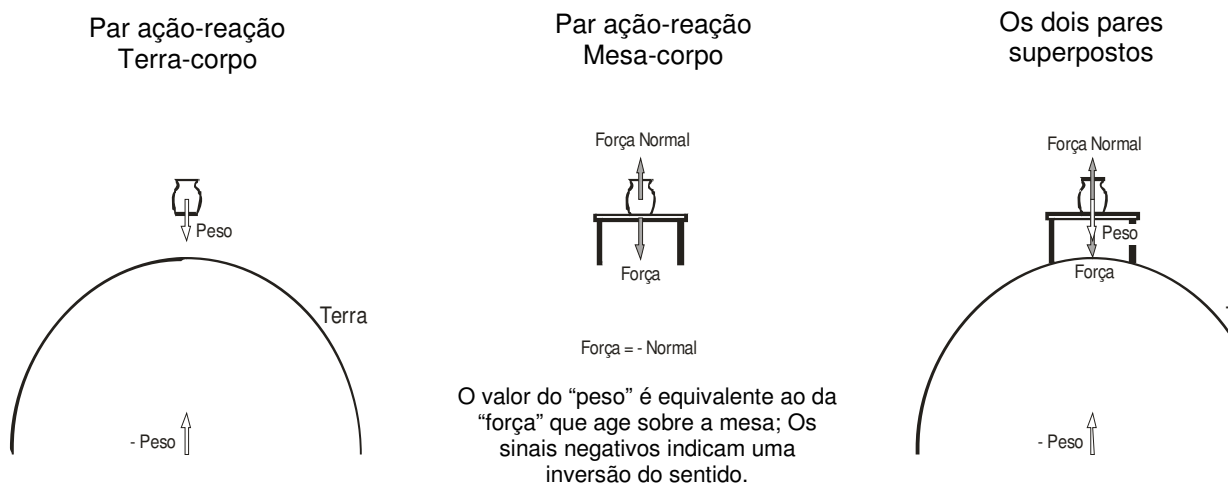 Par ação-reação
Terra-corpo
Peso
Terra
- Peso
Par ação-reação
Mesa-corpo
Força Normal
Força
Força = - Normal
O valor do “peso” é equivalente ao da
“força” que age sobre a mesa; Os
sinais negativos indicam uma
inversão do sentido.
Os dois pares
superpostos
Força Normal
Peso
Força
- Peso